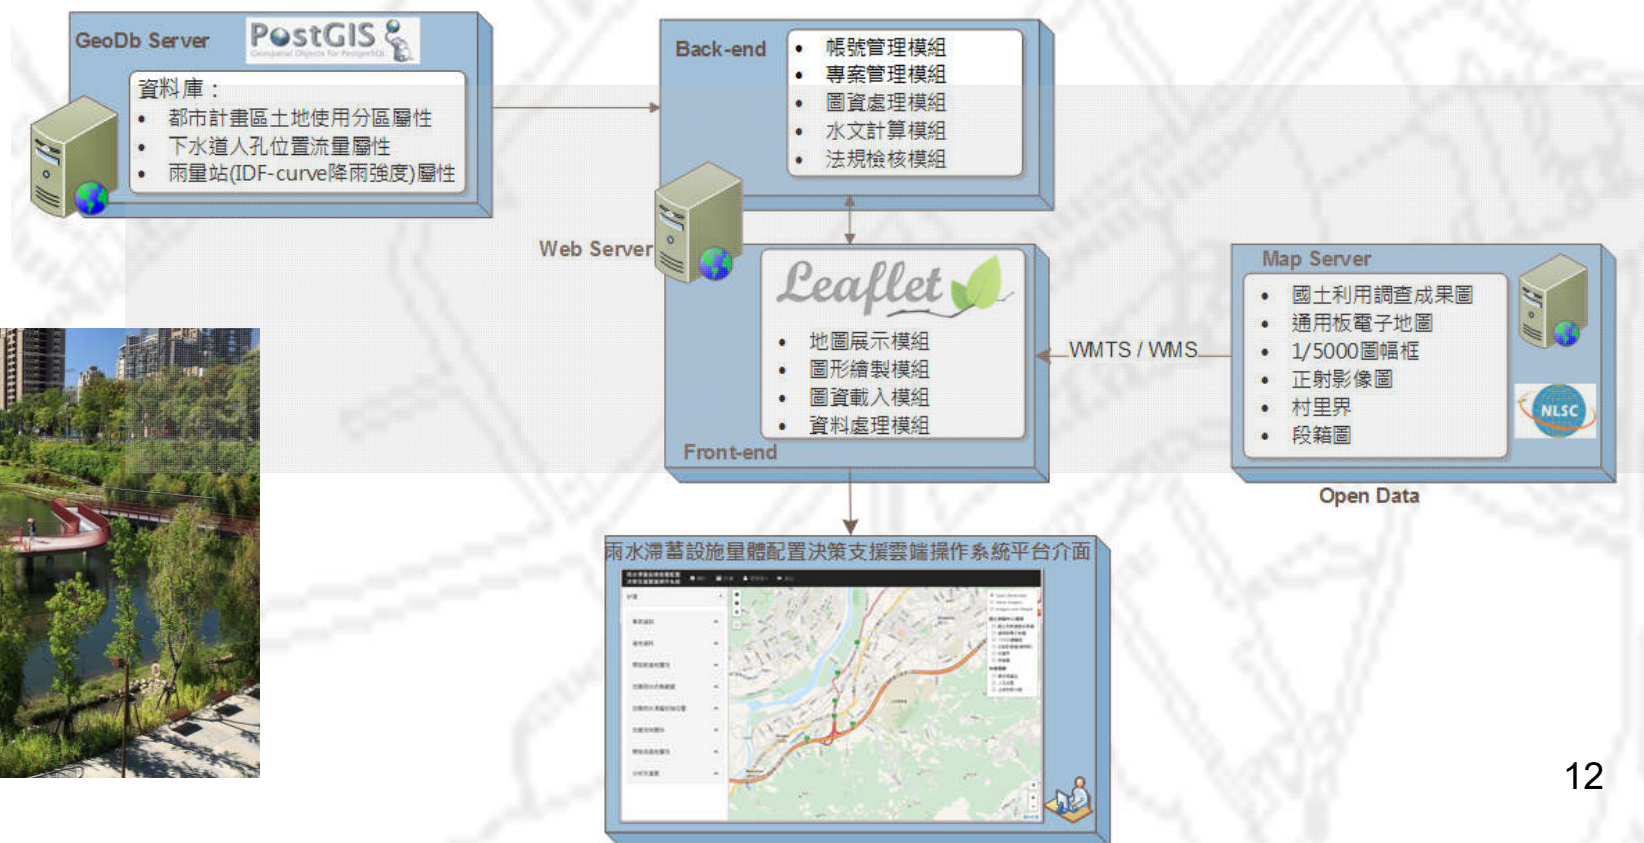 GeoDb Server
PostGIS
Geospatial Objects for PostgreSQL
資料庫：
• 都市計畫區土地使用分區屬性
• 下水道人孔位置流量屬性
• 雨量站(IDF-curve降雨強度)屬性
Back-end
• 帳號管理模組
• 專案管理模組
• 圖資處理模組
• 水文計算模組
• 法規檢核模組
Web Server
Leaflet
• 地圖展示模組
• 圖形繪製模組
• 圖資載入模組
• 資料處理模組
Front-end
WMTS / WMS
Map Server
• 國土利用調查成果圖
• 通用板電子地圖
• 1/5000圖幅框
• 正射影像圖
• 村里界
• 段籍圖
NLSC
Open Data
雨水滯蓄設施量體配置決策支援雲端操作系統平台介面
12